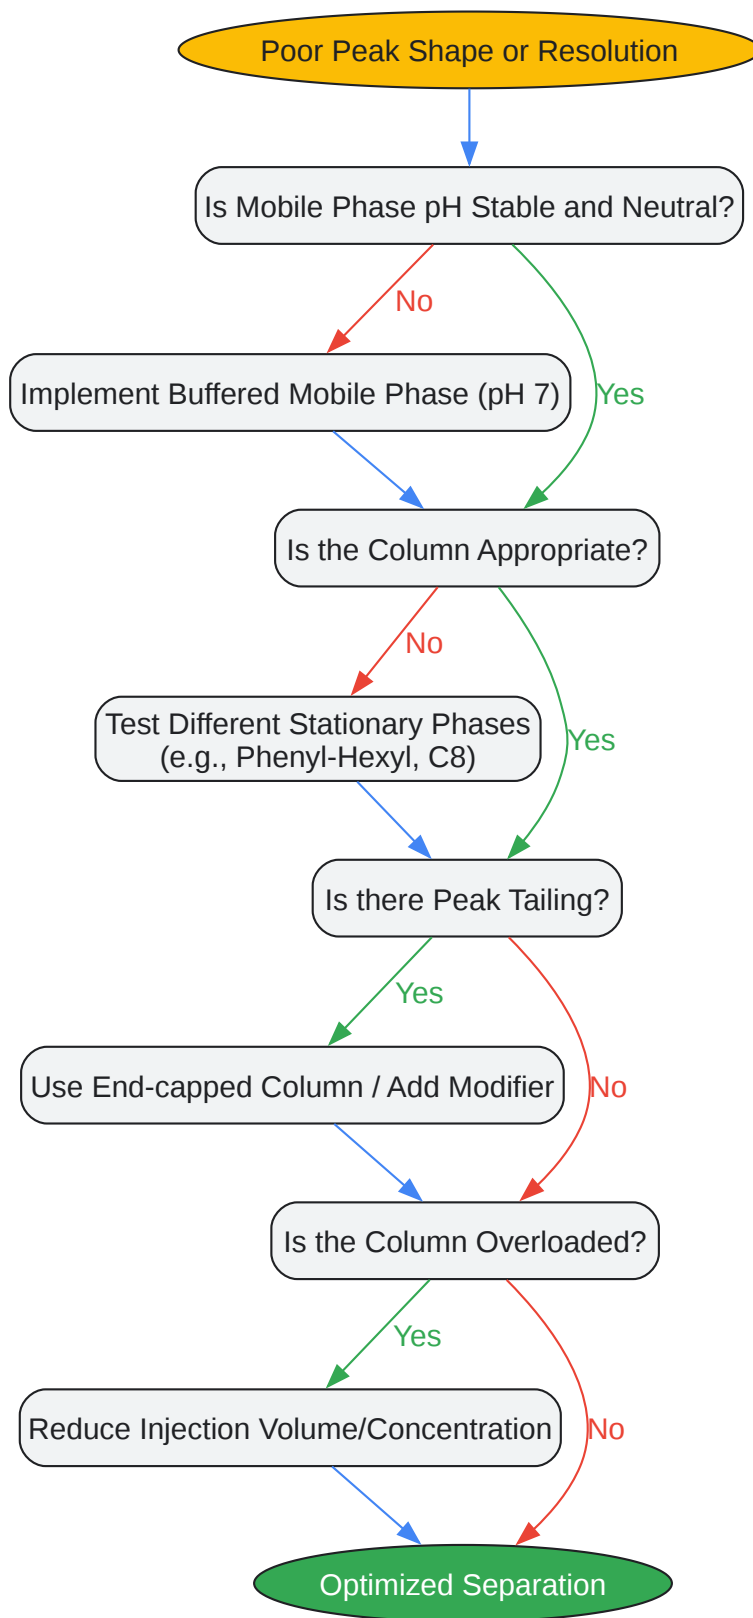 Poor Peak Shape or Resolution
Is Mobile Phase pH Stable and Neutral?
No
Implement Buffered Mobile Phase (pH 7)
Yes
Is the Column Appropriate?
No
Test Different Stationary Phases
(e.g., Phenyl-Hexyl, C8)
Yes
Is there Peak Tailing?
Yes
Use End-capped Column / Add Modifier
No
Is the Column Overloaded?
Yes
Reduce Injection Volume/Concentration
No
Optimized Separation